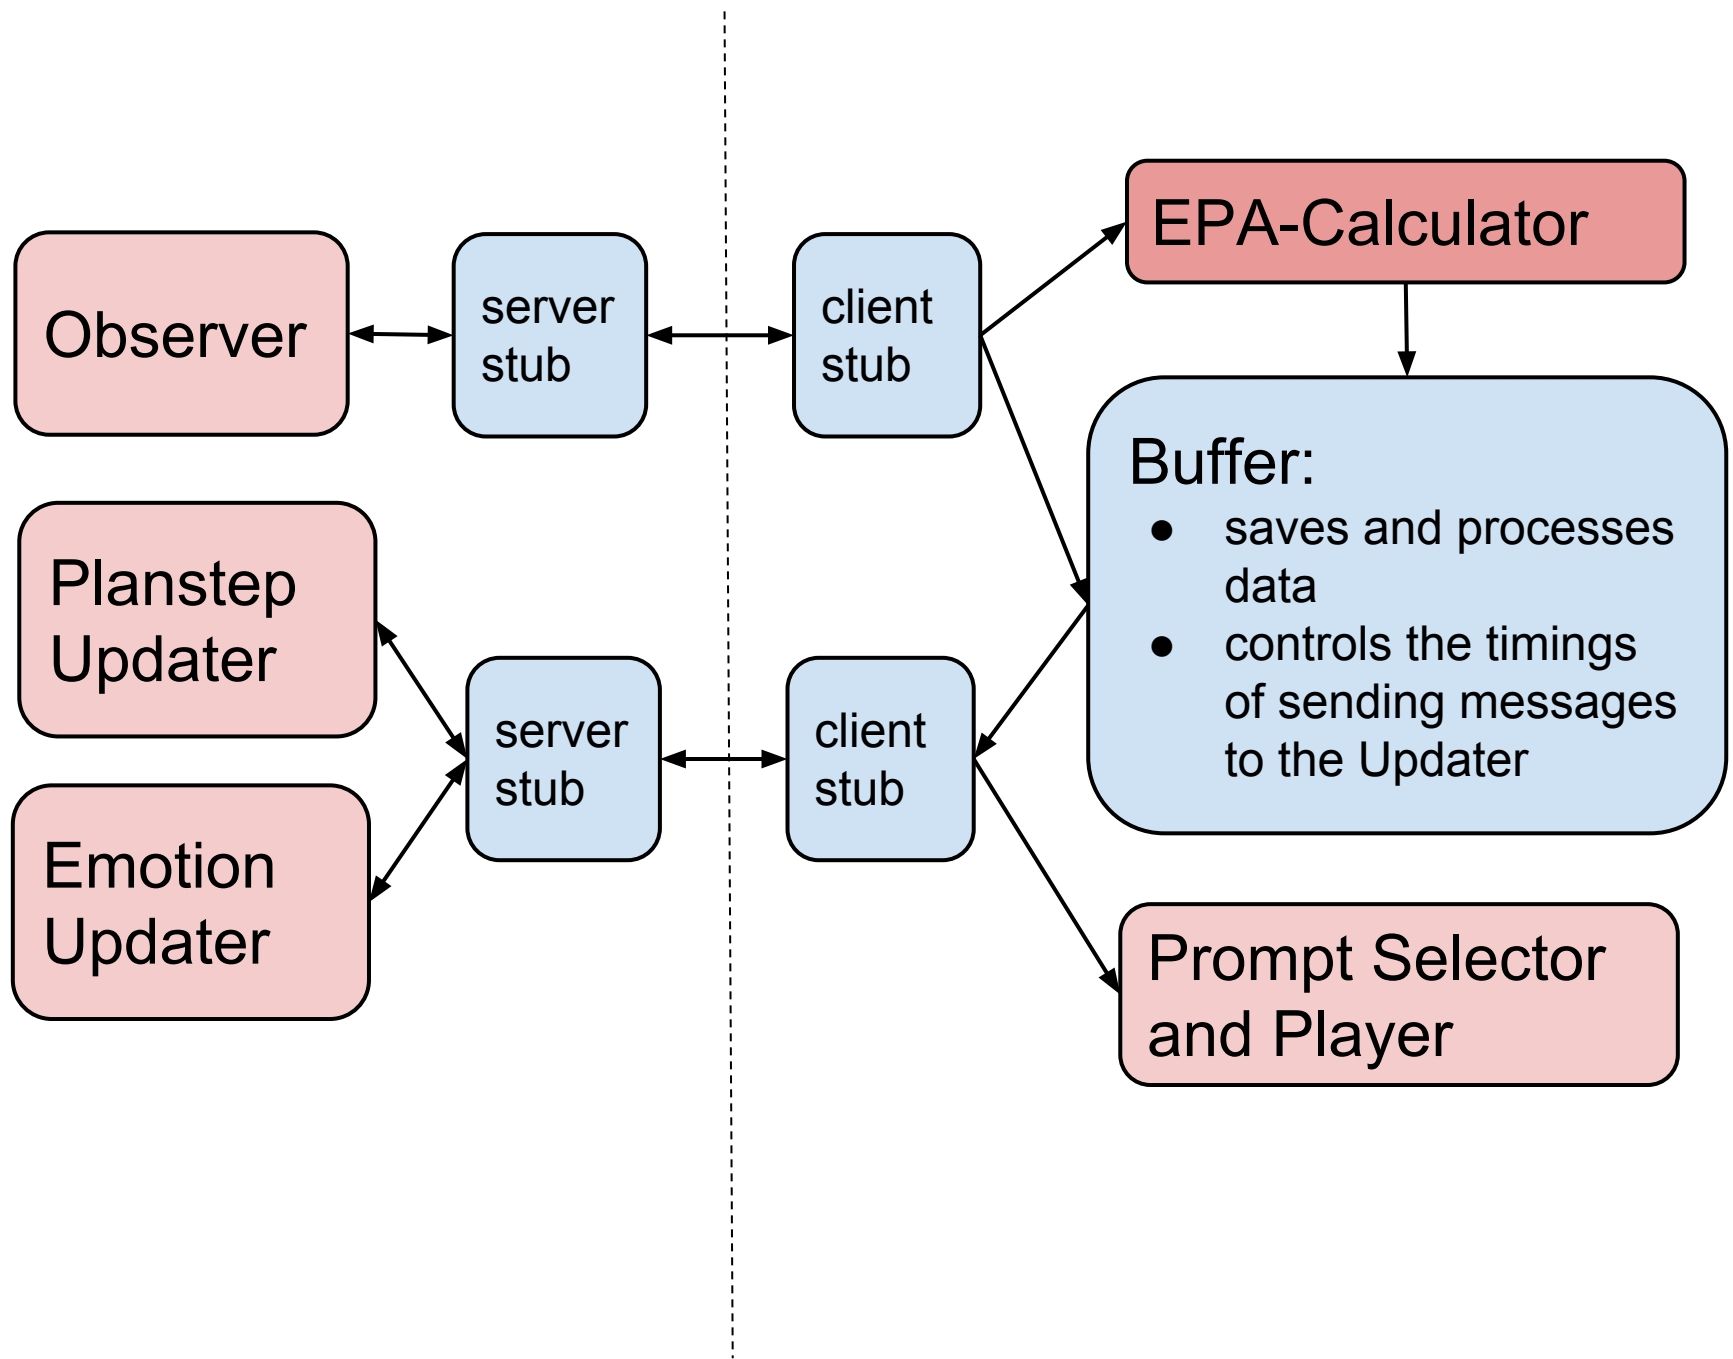 EPA-Calculator
Observer
server
stub
client
stub
Buffer:
● saves and processes
data
● controls the timings
of sending messages
to the Updater
Planstep
Updater
server
stub
client
stub
Emotion
Updater
Prompt Selector
and Player